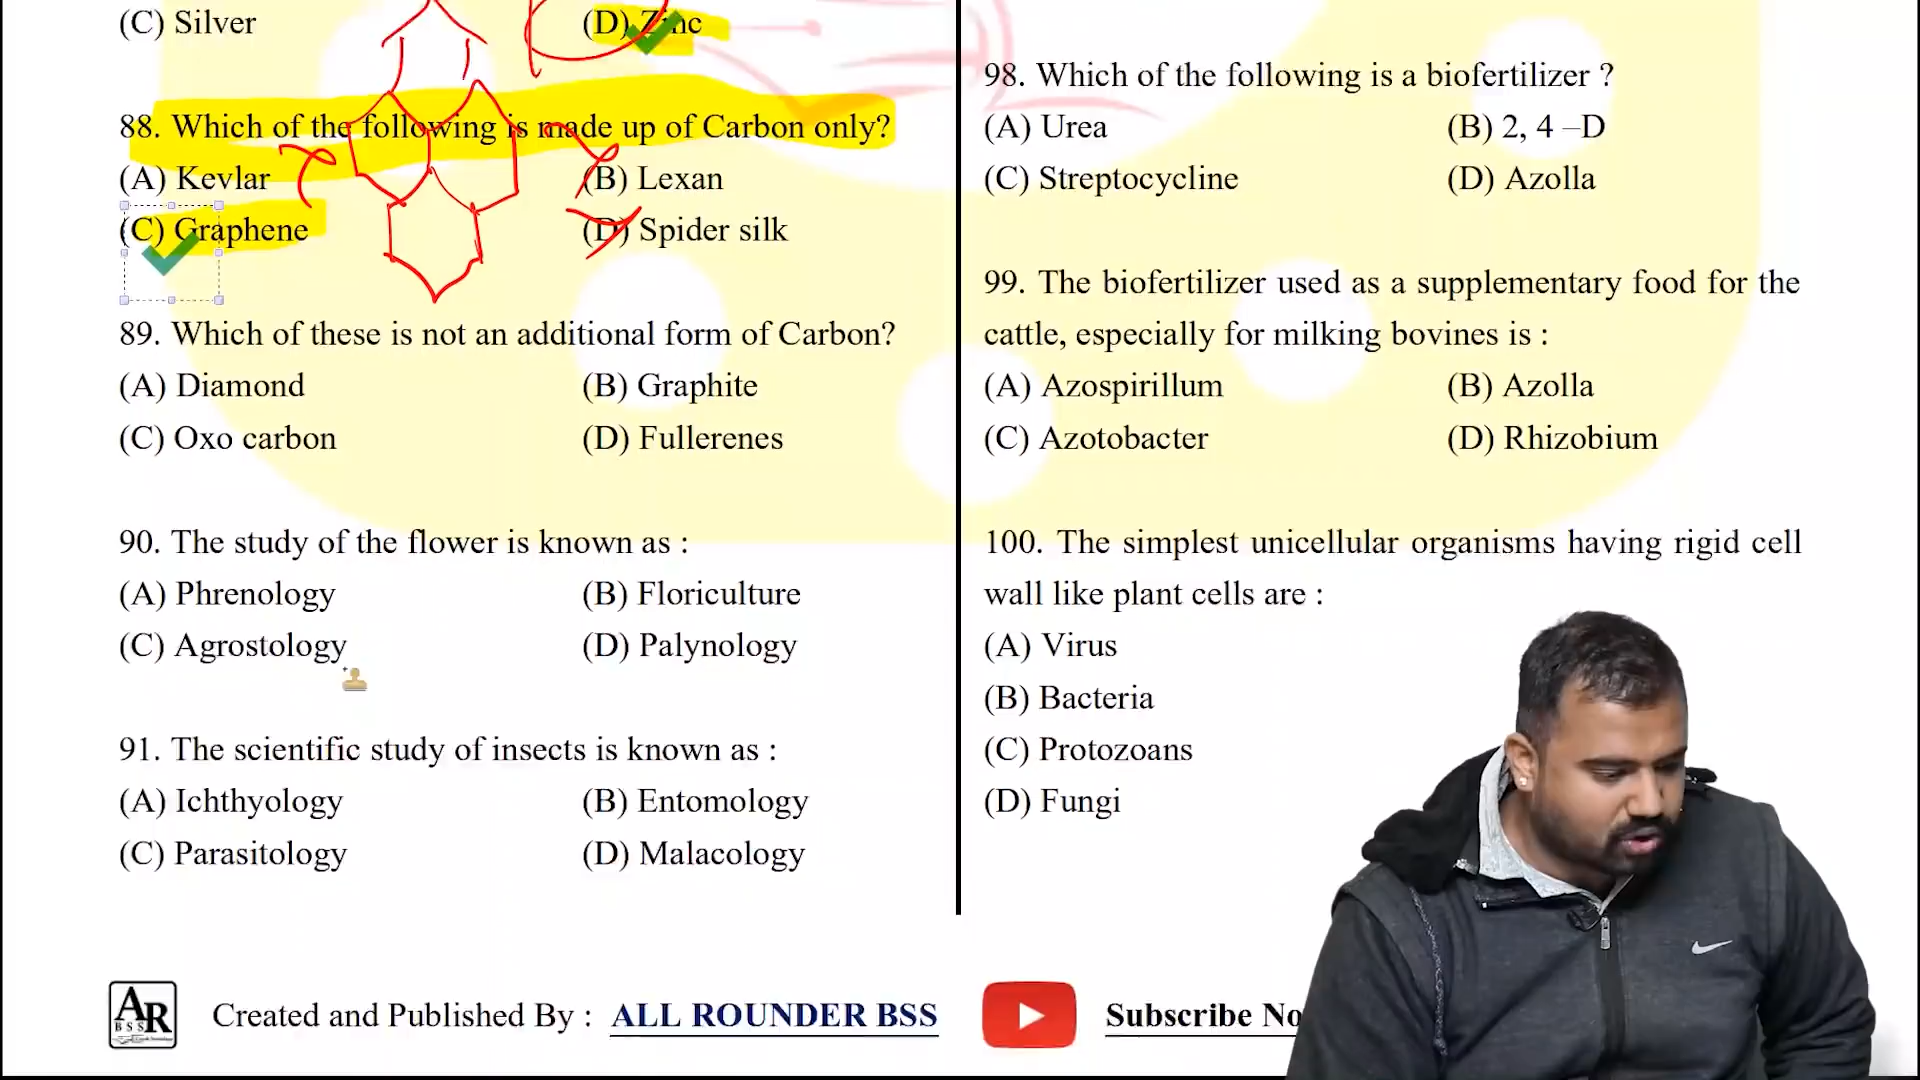 (C) Silver
(D) Zinc
88. Which of the following is made up of Carbon only?
(A) Kevlar
(B) Lexan
(C) Graphene
(D) Spider silk
89. Which of these is not an additional form of Carbon?
(A) Diamond
(B) Graphite
(C) Oxo carbon
(D) Fullerenes
90. The study of the flower is known as :
(A) Phrenology
(B) Floriculture
(C) Agrostology
(D) Palynology
91. The scientific study of insects is known as :
(A) Ichthyology
(B) Entomology
(C) Parasitology
(D) Malacology
98. Which of the following is a biofertilizer ?
(A) Urea
(B) 2, 4 –D
(C) Streptocycline
(D) Azolla
99. The biofertilizer used as a supplementary food for the
cattle, especially for milking bovines is :
(A) Azospirillum
(B) Azolla
(C) Azotobacter
(D) Rhizobium
100. The simplest unicellular organisms having rigid cell
wall like plant cells are :
(A) Virus
(B) Bacteria
(C) Protozoans
(D) Fungi
AR
BSS
Created and Published By : ALL ROUNDER BSS
Subscribe No